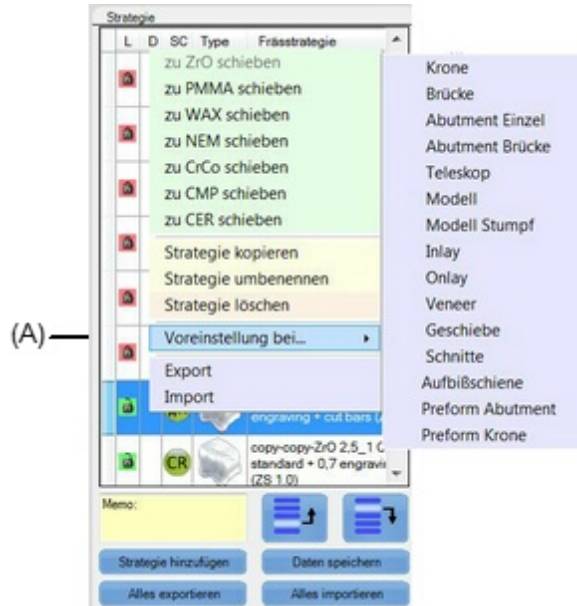 Strategie
L D SC Type Frässtrategie
zu ZrO schieben
zu PMMA schieben
zu WAX schieben
zu NEM schieben
zu CrCo schieben
zu CMP schieben
zu CER schieben
Strategie kopieren
Strategie umbenennen
Strategie löschen
(A)
Voreinstellung bei...
Export
Import
Krone
Brücke
Abutment Einzel
Abutment Brücke
Teleskop
Modell
Modell Stumpf
Inlay
Onlay
Veneer
Geschiebe
Schnitte
Aufbißschiene
Preform Abutment
Preform Krone
engraving + cut bars
CR
copy-copy-ZrO 2,5_1
standard + 0,7
(ZS 1.0)
Memo:
Strategie hinzufügen
Daten speichern
Alles exportieren
Alles importieren